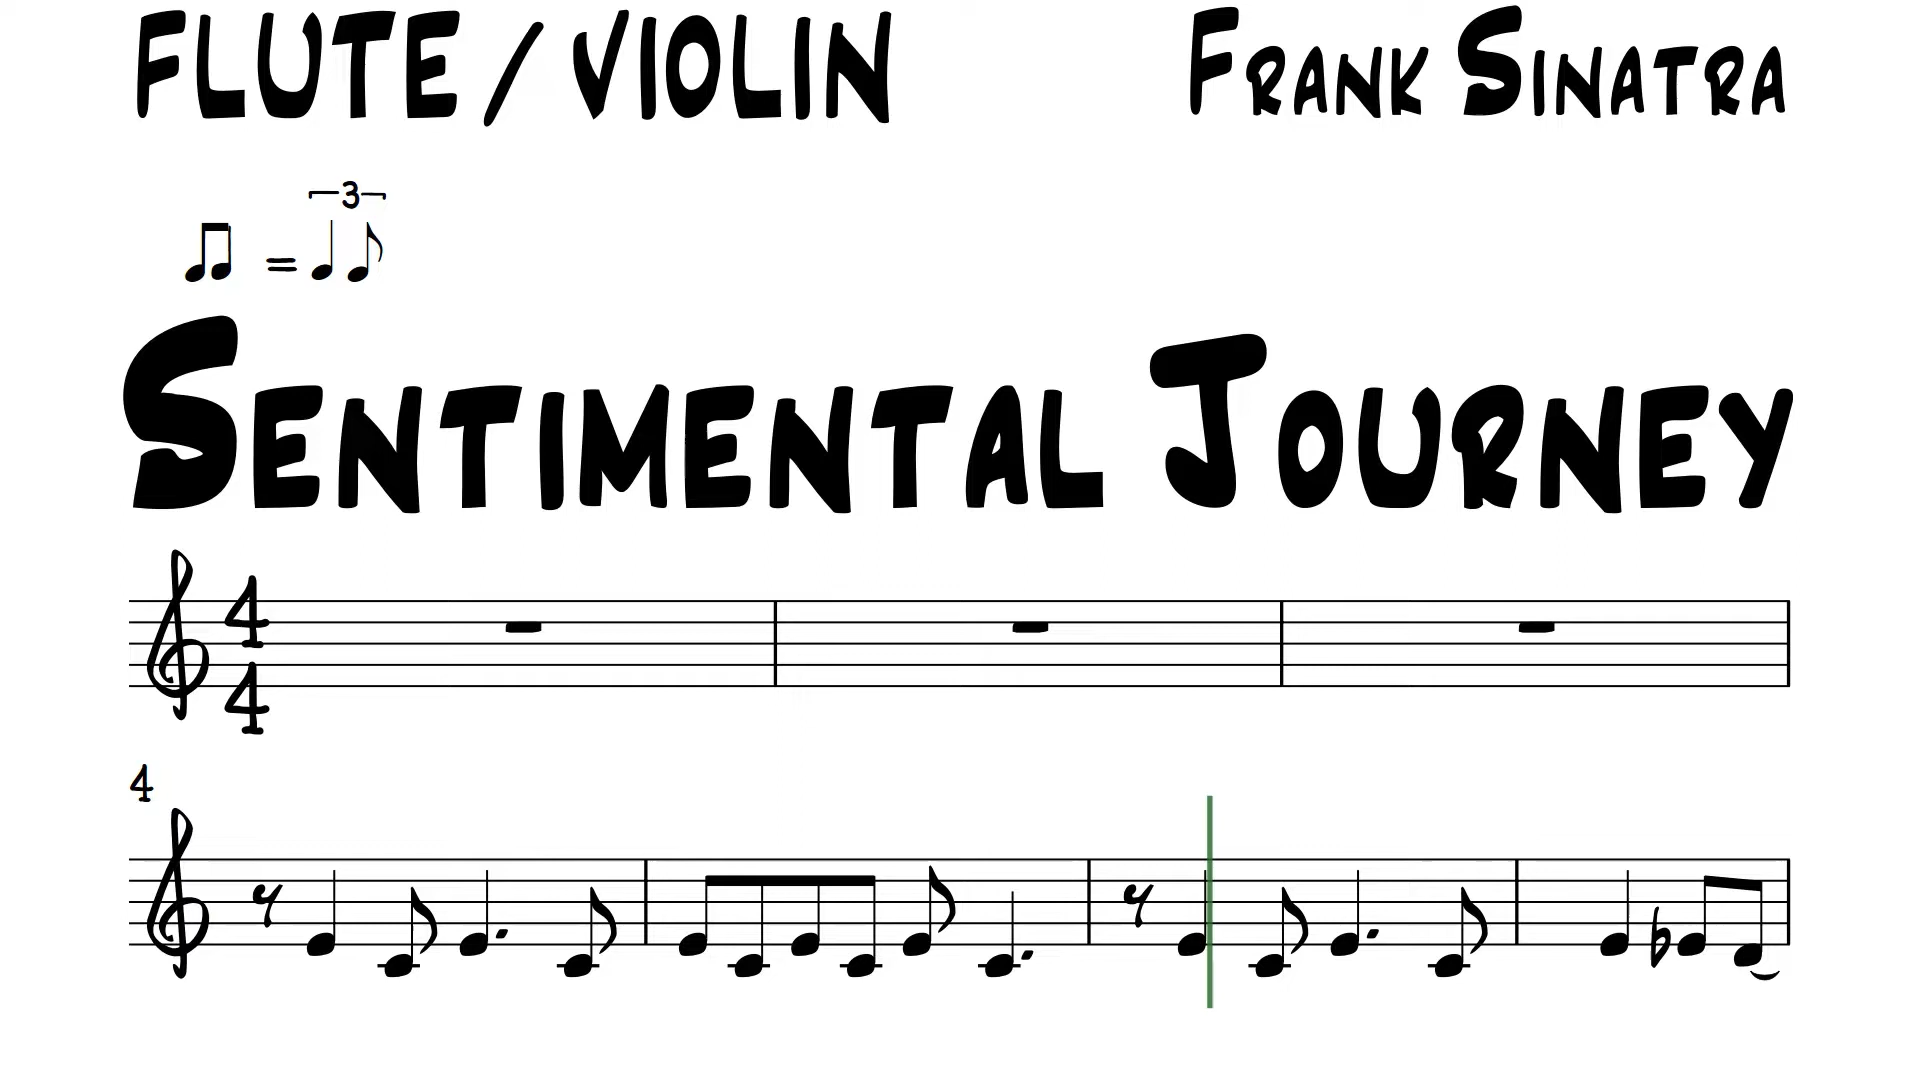 FLUTE / VIOLIN FRANK SINATRA
3
=
SENTIMENTAL JOURNEY
4
4
4